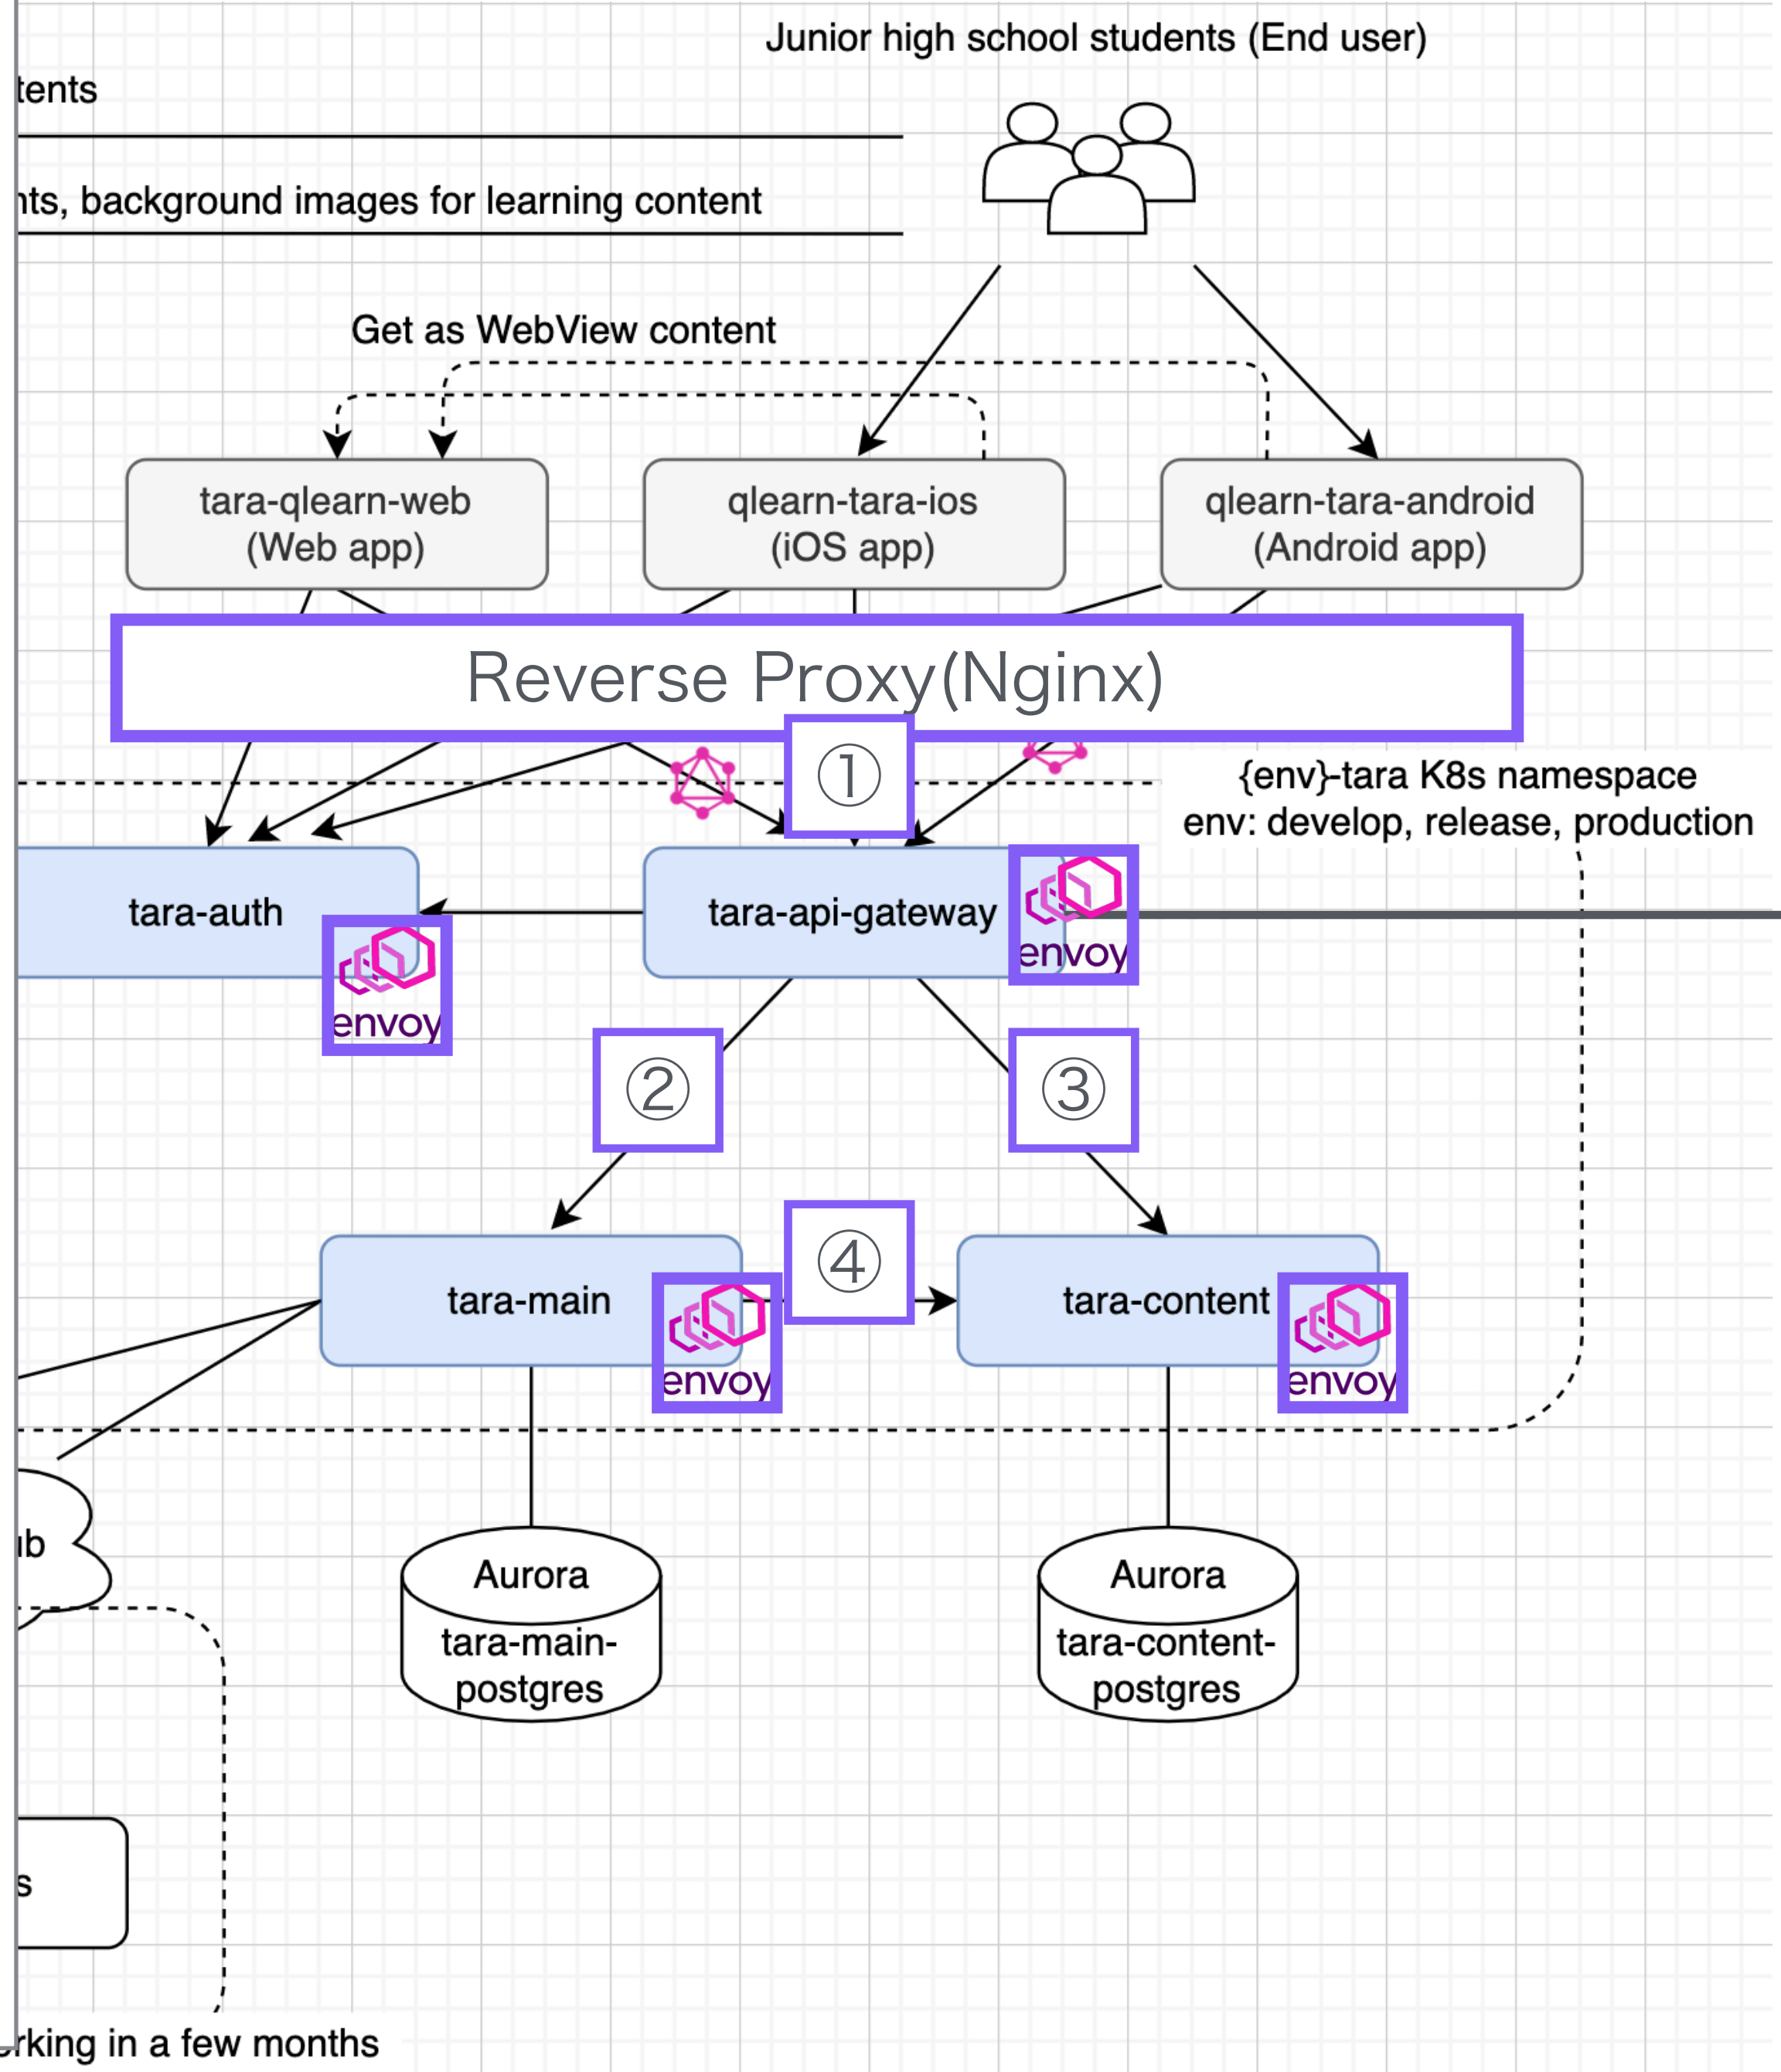 Junior high school students (End user)
tents
nts, background images for learning content
Get as WebView content
tara-qlearn-web
(Web app)
qlearn-tara-ios
(iOS app)
qlearn-tara-android
(Android app)
Reverse Proxy(Nginx)
①
{env}-tara K8s namespace
env: develop, release, production
tara-auth
envoy
tara-api-gateway
envoy
②
③
④
tara-main
envoy
tara-content
envoy
ub
Aurora
tara-main-
postgres
Aurora
tara-content-
postgres
s
orking in a few months